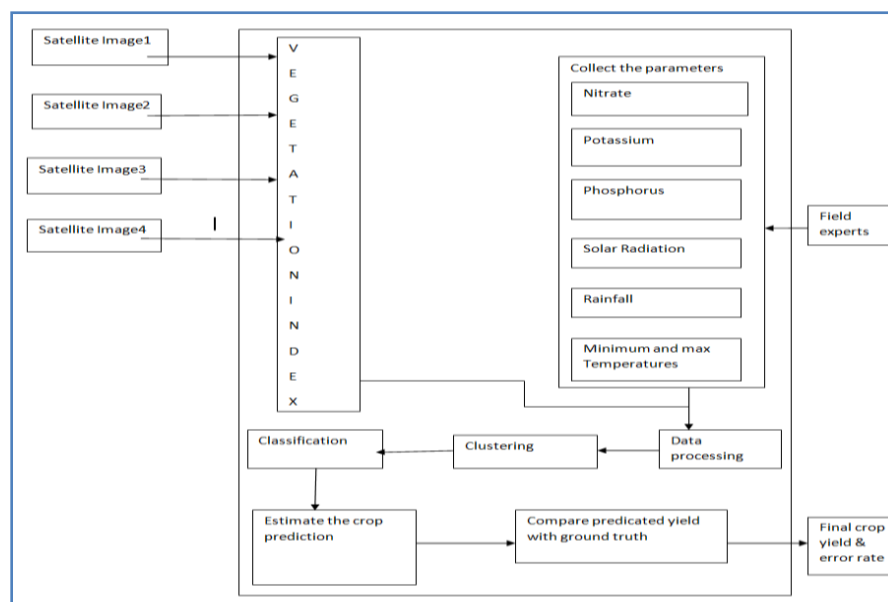 Satellite Image1
Satellite Image2
Satellite Image3
Satellite Image4
V
E
G
E
T
A
T
I
O
N
I
N
D
E
X
Collect the parameters
Nitrate
Potassium
Phosphorus
Solar Radiation
Rainfall
Minimum and max
Temperatures
Field
experts
Classification
Clustering
Data
processing
Estimate the crop
prediction
Compare predicated yield
with ground truth
Final crop
yield &
error rate